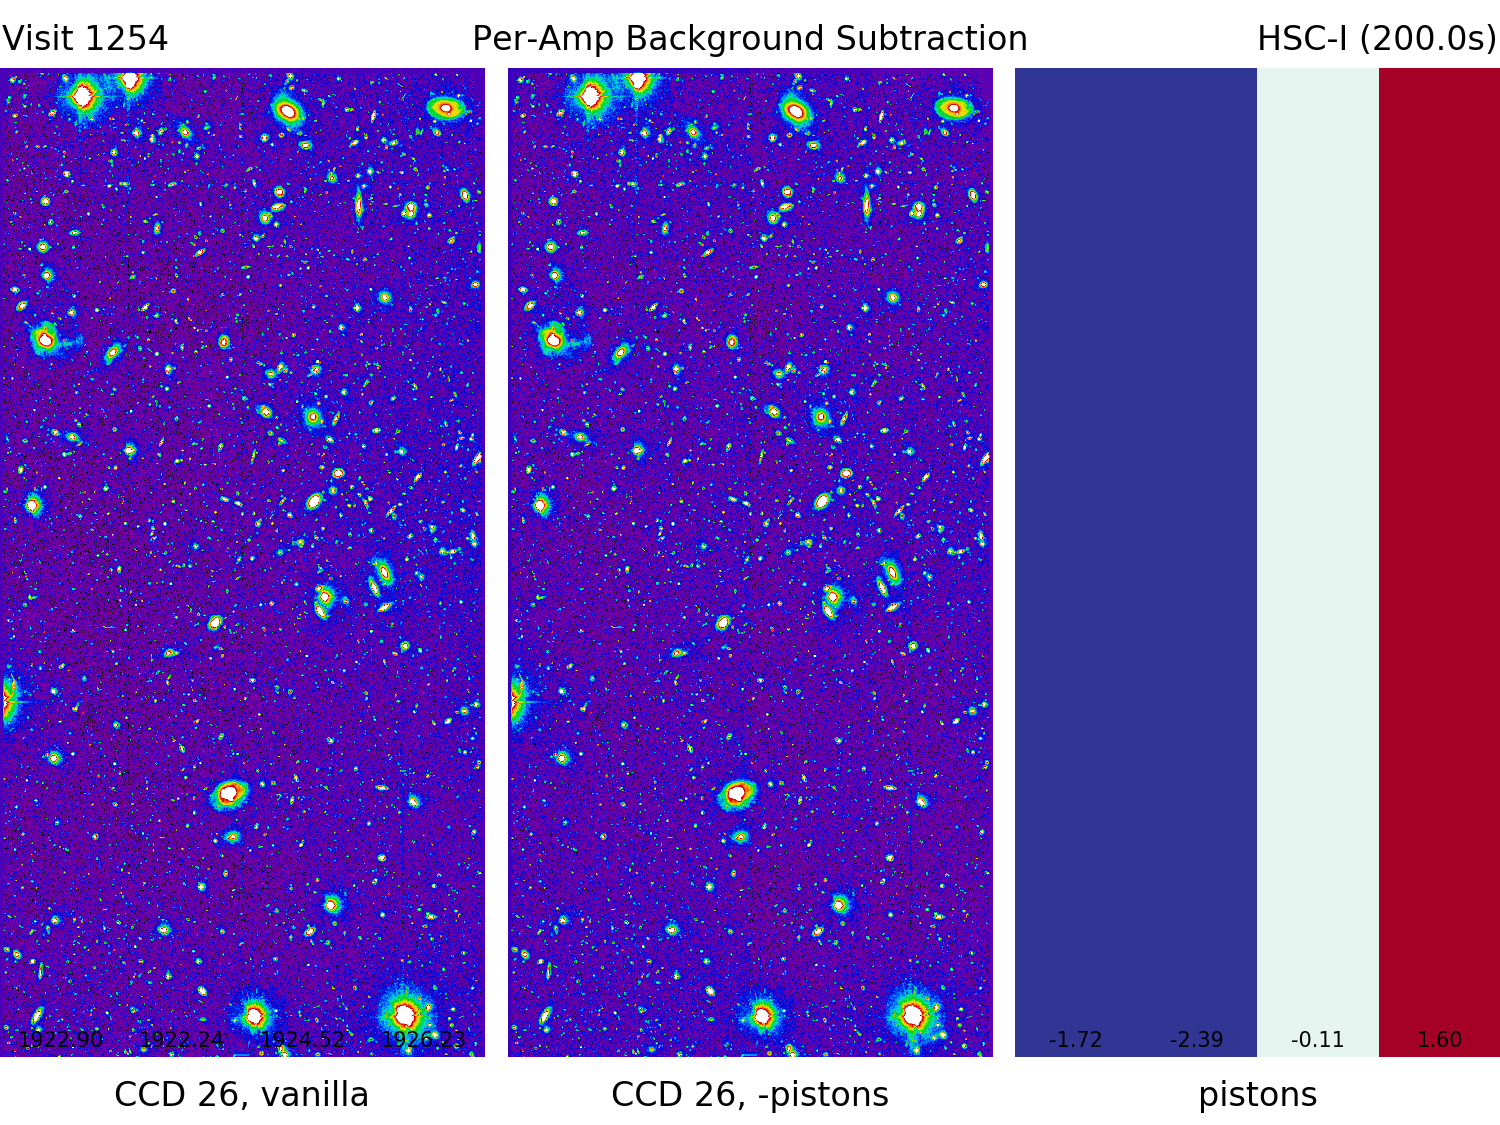 Visit 1254 Per-Amp Background Subtraction HSC-I (200.0s)
1922.90 1922.24 1924.52 1926.23 -1.72 -2.39 -0.11 1.60
CCD 26, vanilla CCD 26, -pistons pistons